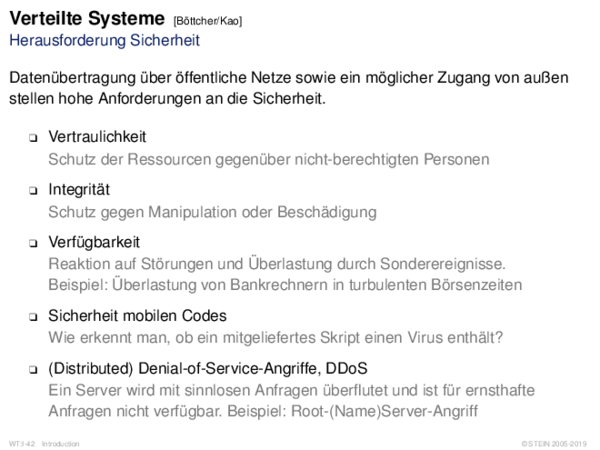 Verteilte Systeme [Böttcher/Kao]
Herausforderung Sicherheit
Datenübertragung über öffentliche Netze sowie ein möglicher Zugang von außen
stellen hohe Anforderungen an die Sicherheit.
❑ Vertraulichkeit
Schutz der Ressourcen gegenüber nicht-berechtigten Personen
❑ Integrität
Schutz gegen Manipulation oder Beschädigung
❑ Verfügbarkeit
Reaktion auf Störungen und Überlastung durch Sonderereignisse.
Beispiel: Überlastung von Bankrechnern in turbulenten Börsenzeiten
❑ Sicherheit mobilen Codes
Wie erkennt man, ob ein mitgeliefertes Skript einen Virus enthält?
❑ (Distributed) Denial-of-Service-Angriffe, DDoS
Ein Server wird mit sinnlosen Anfragen überflutet und ist für ernsthafte
Anfragen nicht verfügbar. Beispiel: Root-(Name)Server-Angriff
WT:I-42 Introduction © STEIN 2005-2019